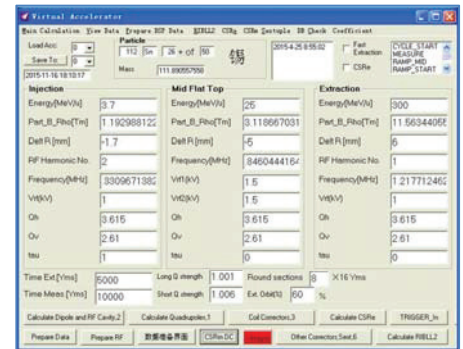 Virtual Accelerator
Main Calculation View Data Prepare DSP Data RIBLL2 CSRe DB Check Coefficient
Load Acc: 0
Save To: 0
2015-11-16 18:10:17
Particle
112 Sn 26 + of 50
Mass 111.890557550
锡
2015-4-25 8:55:02
Fast Extraction
CSRe
CYCLE_START
MEASURE
RAMP_MID
RAMP_START
Injection Mid Flat Top Extraction
Energy(MeV/u) 3.7 Energy(MeV/u) 25 Energy(MeV/u) 300
Part_B_Rho[Tm] 1.192988122 Part_B_Rho[Tm] 3.118667031 Part_B_Rho[Tm] 11.56344055
Delt R [mm] -1.7 Delt R [mm] -5 Delt R [mm] 6
RF Harmonic No. 2 Frequency[MHz] .8460444164 RF Harmonic No. 1
Frequency[MHz] .3309671382 Vrf1(kV) 1.5 Frequency[MHz] 1.217712462
Vrf(kV) 1 Vrf2(kV) 1.5 Vrf(kV) 1
Qh 3.615 Qh 3.615 Qh 3.615
Qv 2.61 Qv 2.61 Qv 2.61
tau 1 tau 0 tau 0
Time Ext.[Yms] 5000 Long Q strength 1.001 Round sections 8 X16 Yms
Time Meas.[Yms] 10000 Short Q strength 1.006 Ext. Orbit(%) 60 %
Calculate Dipole and RF Cavity,2 Calculate Quadrupoles,1 Cod Correctors,3 Calculate CSRe TRIGGER_In
Prepare Data Prepare RF 数据准备界面 CSRm DC Other Correctors,Sext,6 Calculate RIBLL2